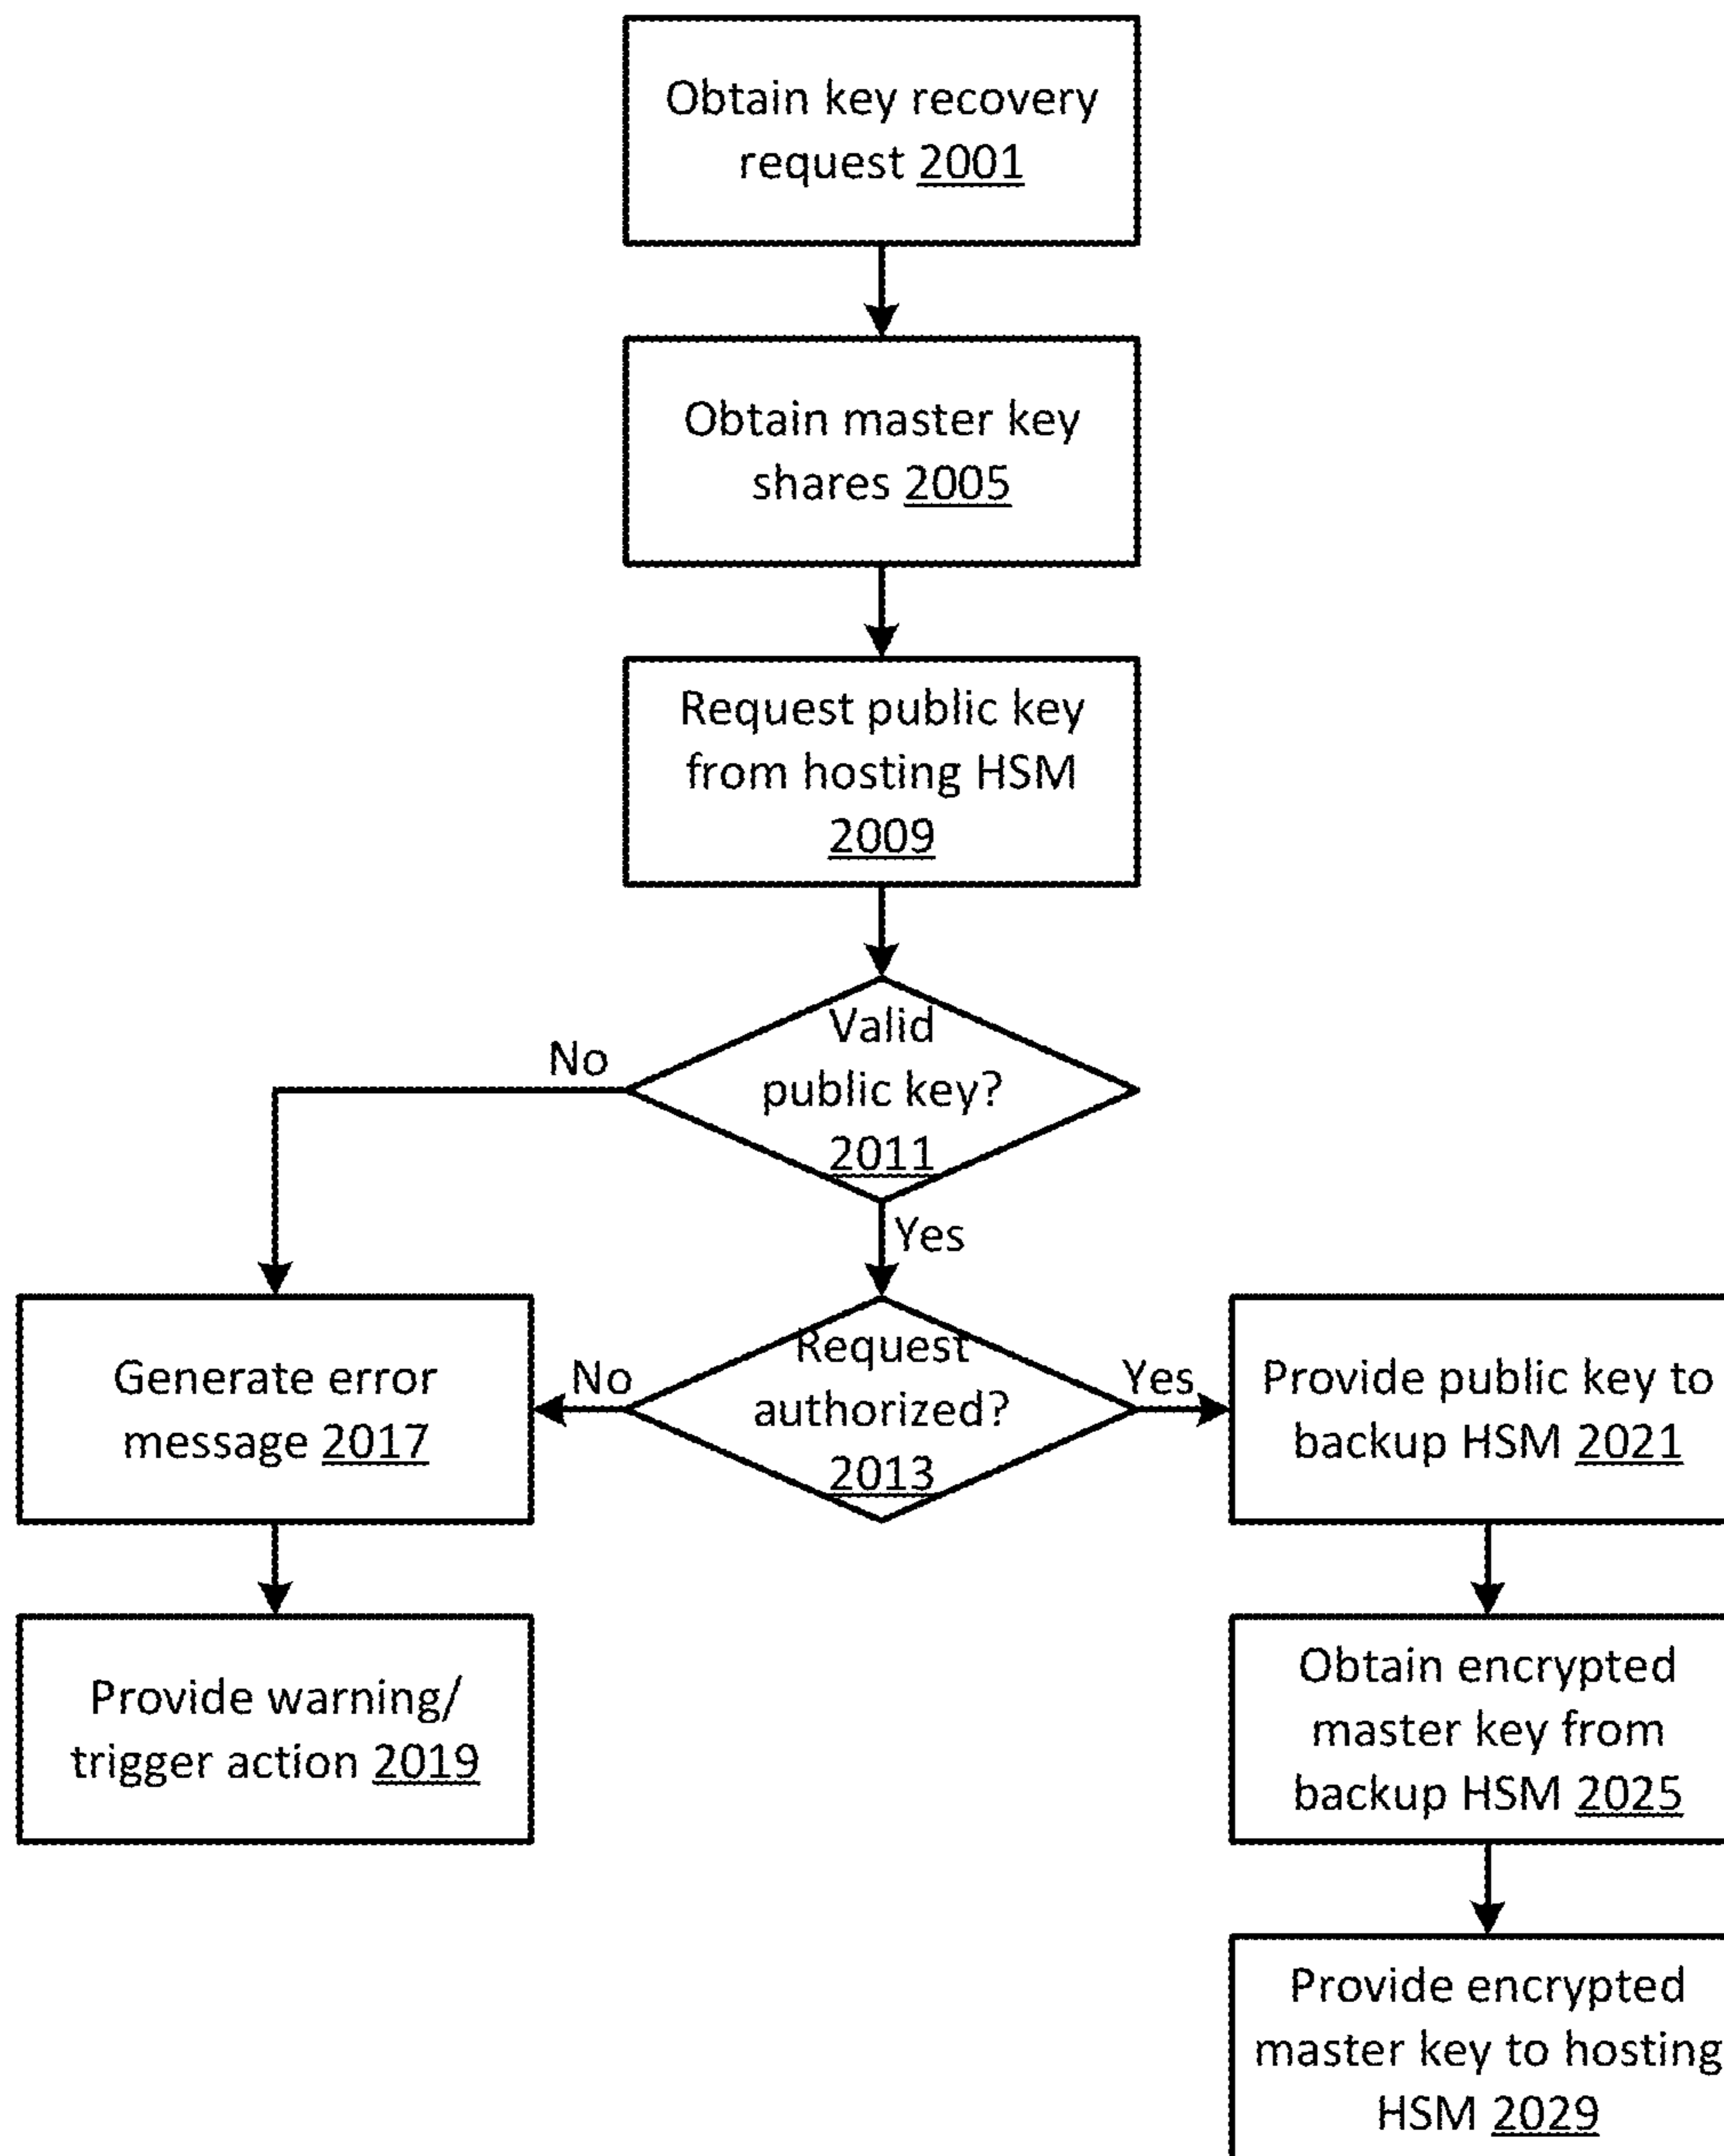 Obtain key recovery
request 2001
Obtain master key
shares 2005
Request public key
from hosting HSM
2009
Valid
public key?
2011
No
Yes
Request
authorized?
2013
No
Yes
Generate error
message 2017
Provide warning/
trigger action 2019
Provide public key to
backup HSM 2021
Obtain encrypted
master key from
backup HSM 2025
Provide encrypted
master key to hosting
HSM 2029